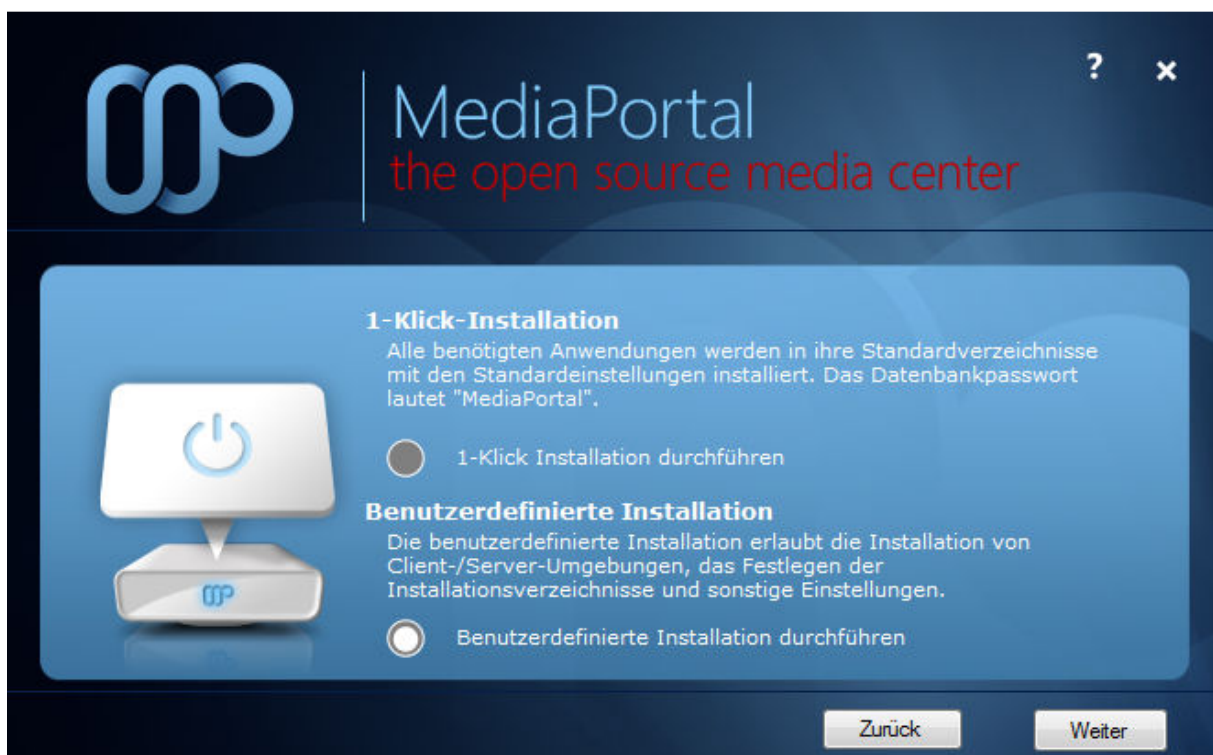 ?
MediaPortal
the open source media center
1-Klick-Installation
Alle benötigten Anwendungen werden in ihre Standardverzeichnisse
mit den Standardeinstellungen installiert. Das Datenbankpasswort
lautet "MediaPortal".
1-Klick Installation durchführen
Benutzerdefinierte Installation
Die benutzerdefinierte Installation erlaubt die Installation von
Client-/Server-Umgebungen, das Festlegen der
Installationsverzeichnisse und sonstige Einstellungen.
Benutzerdefinierte Installation durchführen
Zurück
Weiter